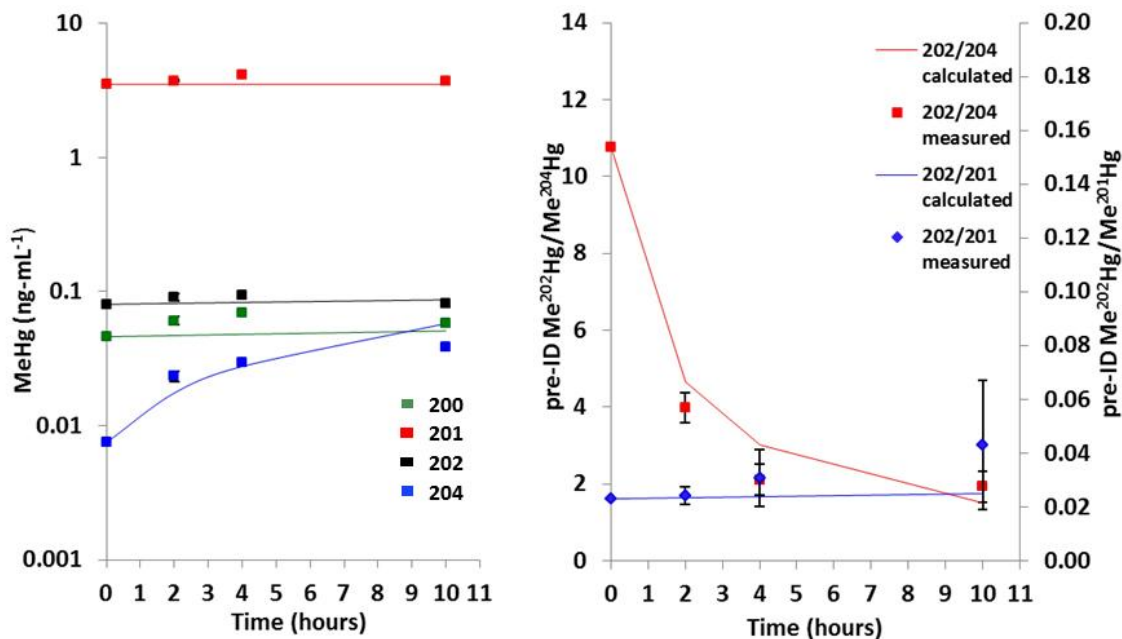 10
1
0.1
0.01
0.001
MeHg (ng-mL⁻¹)
200
201
202
204
0 1 2 3 4 5 6 7 8 9 10 11
Time (hours)
14
12
10
8
6
4
2
0
pre-ID Me²⁰²Hg/Me²⁰⁴Hg
202/204
calculated
202/204
measured
202/201
calculated
202/201
measured
0.20
0.18
0.16
0.14
0.12
0.10
0.08
0.06
0.04
0.02
0.00
pre-ID Me²⁰²Hg/Me²⁰¹Hg
0 1 2 3 4 5 6 7 8 9 10 11
Time (hours)